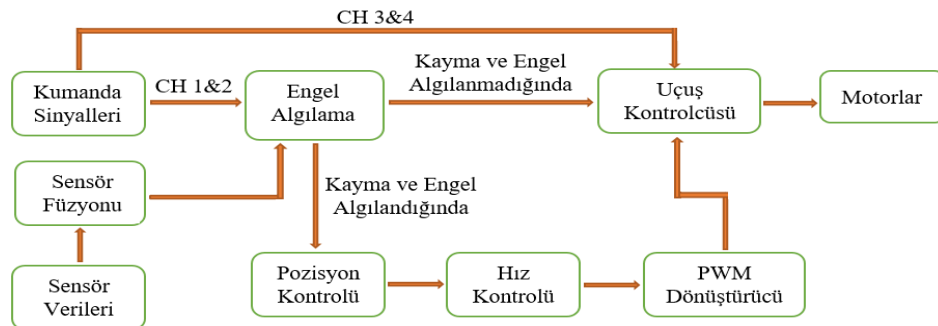 CH 3&4
Kumanda
Sinyalleri
CH 1&2
Engel
Algılama
Kayma ve Engel
Algılanmadığında
Uçuş
Kontrolcüsü
Motorlar
Sensör
Füzyonu
Kayma ve Engel
Algılandığında
Sensör
Verileri
Pozisyon
Kontrolü
Hız
Kontrolü
PWM
Dönüştürücü